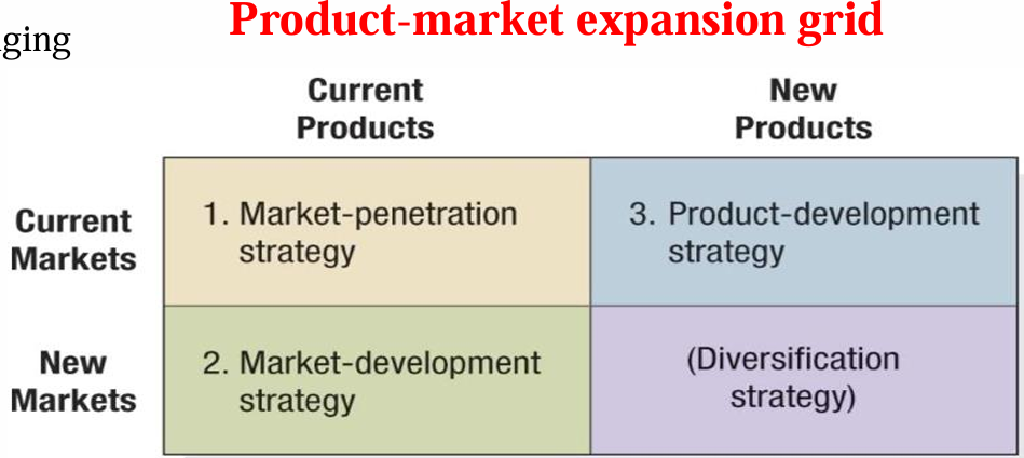 Product-market expansion grid
ging
Current
Products
New
Products
Current
Markets
1. Market-penetration
strategy
3. Product-development
strategy
New
Markets
2. Market-development
strategy
(Diversification
strategy)